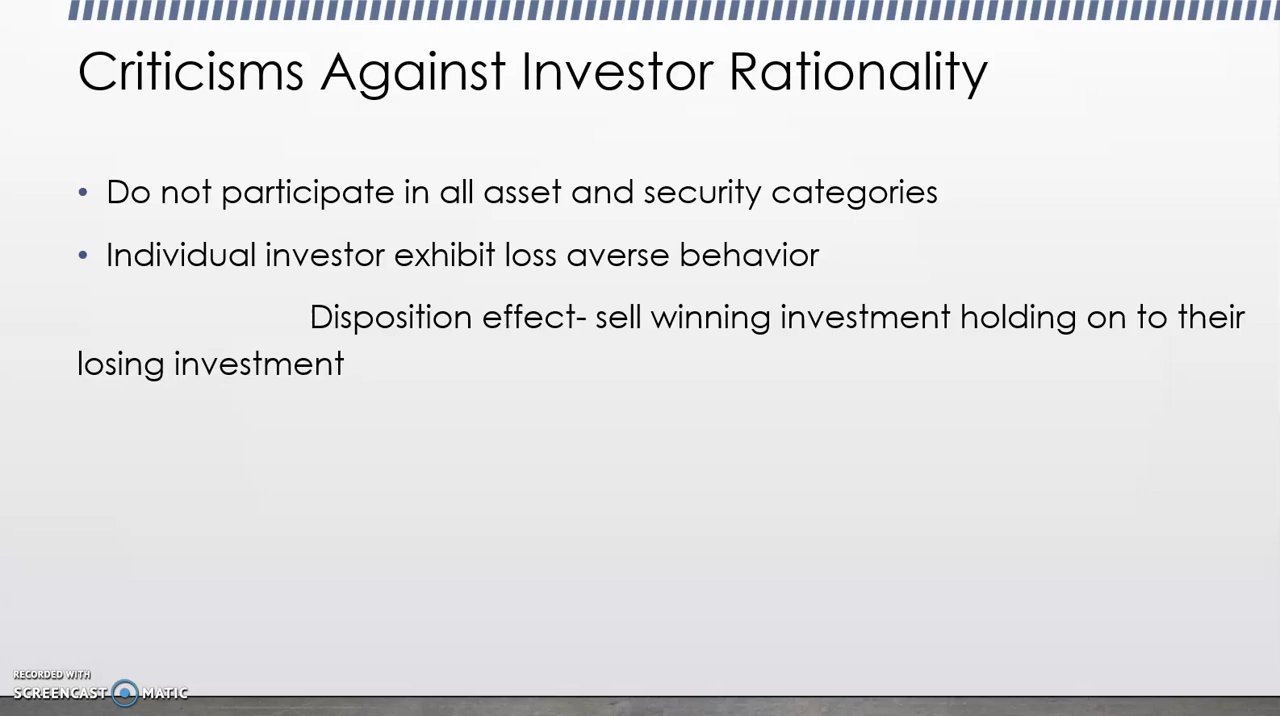 Criticisms Against Investor Rationality
• Do not participate in all asset and security categories
• Individual investor exhibit loss averse behavior
Disposition effect- sell winning investment holding on to their
losing investment
RECORDED WITH
SCREENCAST MATIC